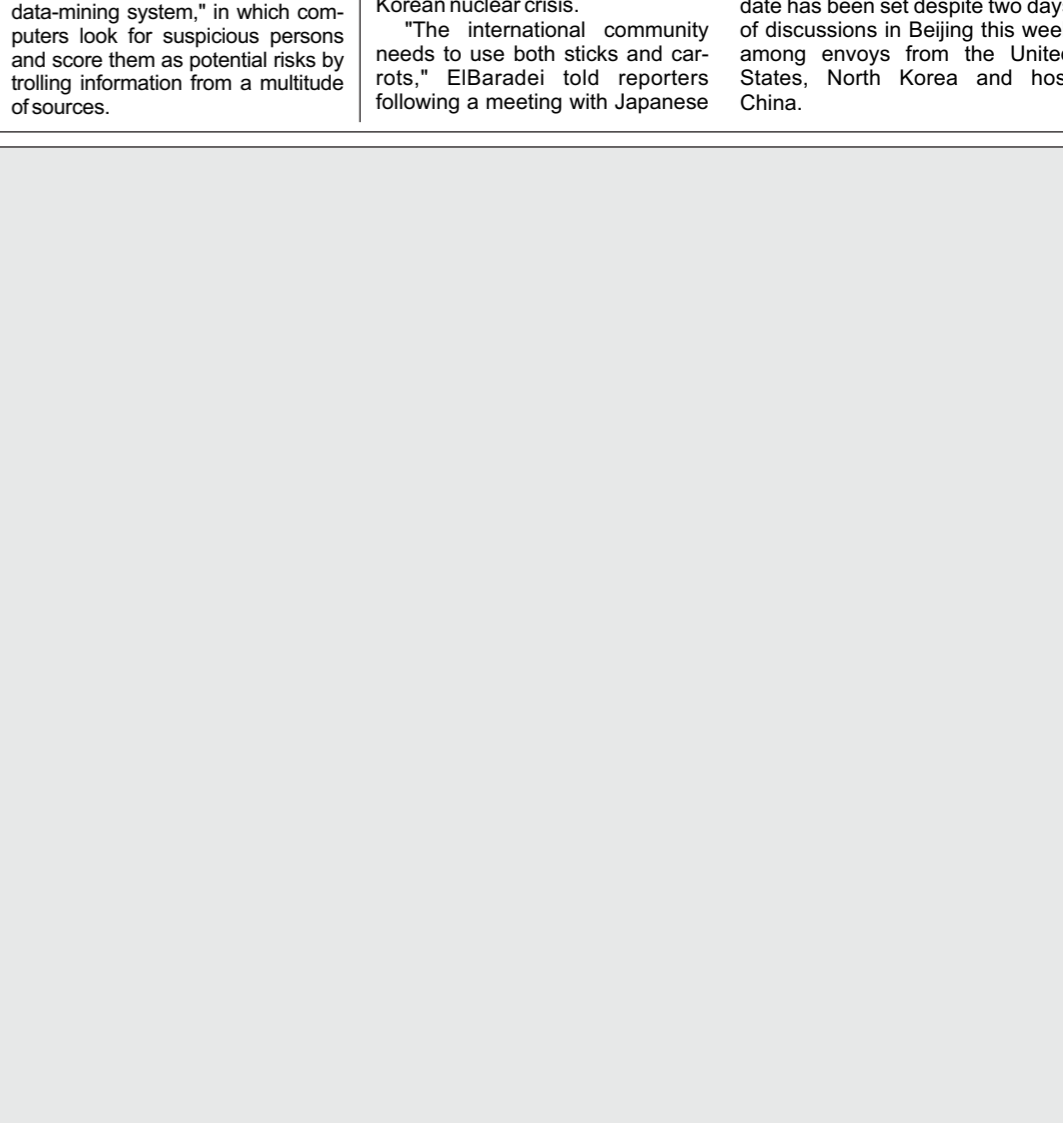 data-mining system," in which com-
puters look for suspicious persons
and score them as potential risks by
trolling information from a multitude
of sources.
Korean nuclear crisis.
"The international community
needs to use both sticks and car-
rots," ElBaradei told reporters
following a meeting with Japanese
date has been set despite two day
of discussions in Beijing this wee
among envoys from the Unite
States, North Korea and hos
China.